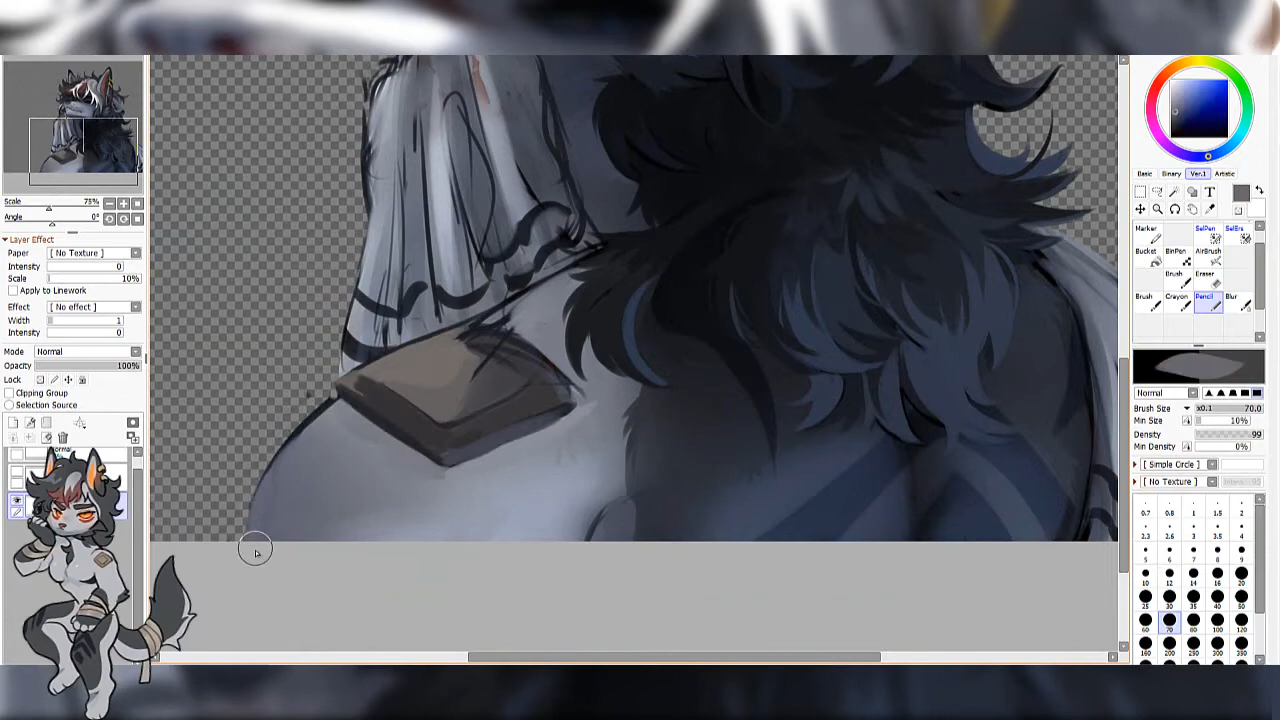 Scale 75%
Angle 0°
Layer Effect
Paper [ No Texture ]
Intensity 0
Scale 10%
Apply to Linework
Effect [ No effect ]
Width 1
Intensity 0
Mode Normal
Opacity 100%
Lock
Clipping Group
Selection Source
Basic Binary Ver.1 Artistic
T
Marker SelPen SelErs
Bucket BinPen AirBrush
Brush Eraser
Brush Crayon Pencil Blur
Normal
Brush Size x0.1 70.0
Min Size 10%
Density 99
Min Density 0%
[ Simple Circle ]
[ No Texture ]
0.7 0.8 1 1.5 2
2.3 2.6 3 3.5 4
5 6 7 8 9
10 12 14 16 20
25 30 35 40 50
60 70 80 100 120
160 200 250 300 350